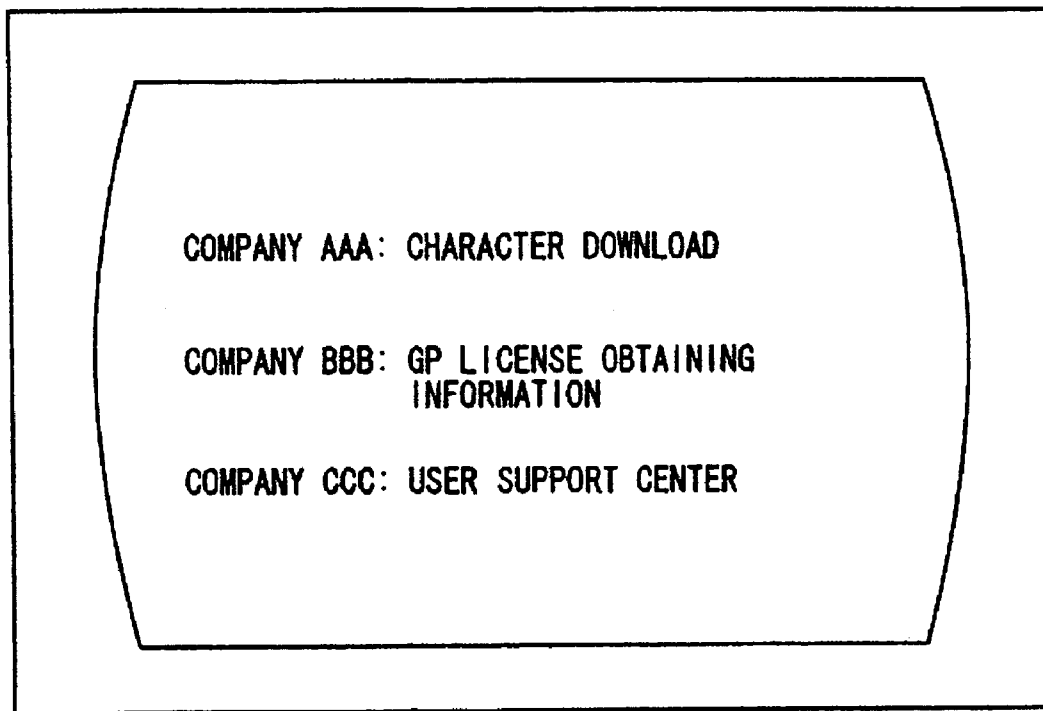 COMPANY AAA: CHARACTER DOWNLOAD
COMPANY BBB: GP LICENSE OBTAINING
INFORMATION
COMPANY CCC: USER SUPPORT CENTER